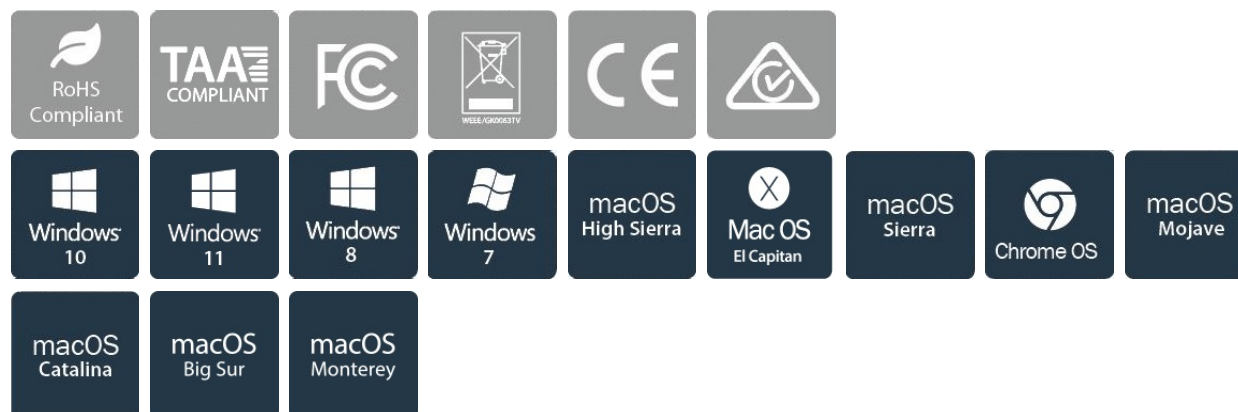 RoHS
Compliant
TAA
COMPLIANT
FC
WEEE/GK0063TV
CE
Windows
10
Windows
11
Windows
8
Windows
7
macOS
High Sierra
X
Mac OS
El Capitan
macOS
Sierra
Chrome OS
macOS
Mojave
macOS
Catalina
macOS
Big Sur
macOS
Monterey